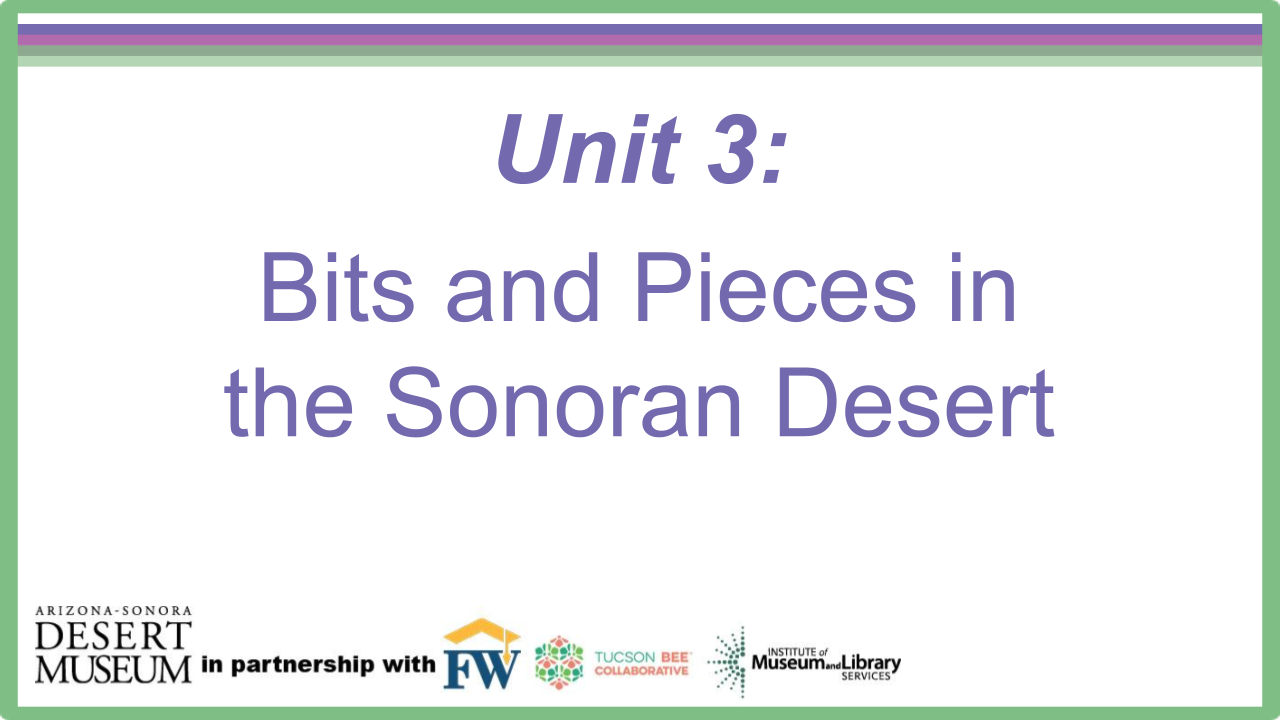 Unit 3:
Bits and Pieces in
the Sonoran Desert
ARIZONA-SONORA
DESERT
MUSEUM
in partnership with
FW
TUCSON BEE
COLLABORATIVE
INSTITUTE of
Museum and Library
SERVICES